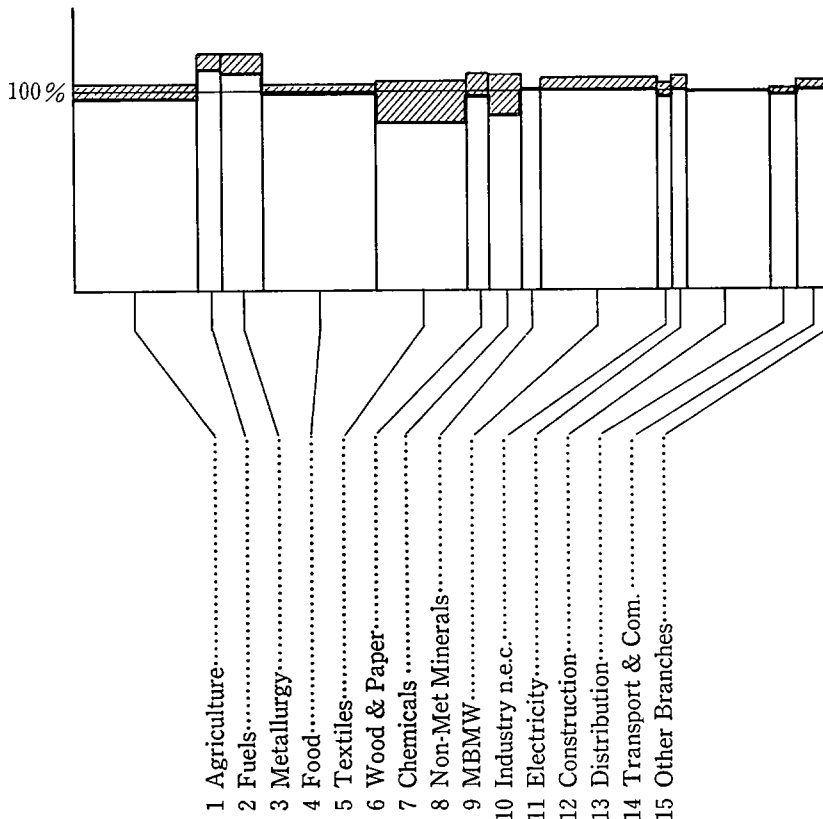 100%
1 Agriculture
2 Fuels
3 Metallurgy
4 Food
5 Textiles
6 Wood & Paper
7 Chemicals
8 Non-Met Minerals
9 MBMW
10 Industry n.e.c.
11 Electricity
12 Construction
13 Distribution
14 Transport & Com.
15 Other Branches